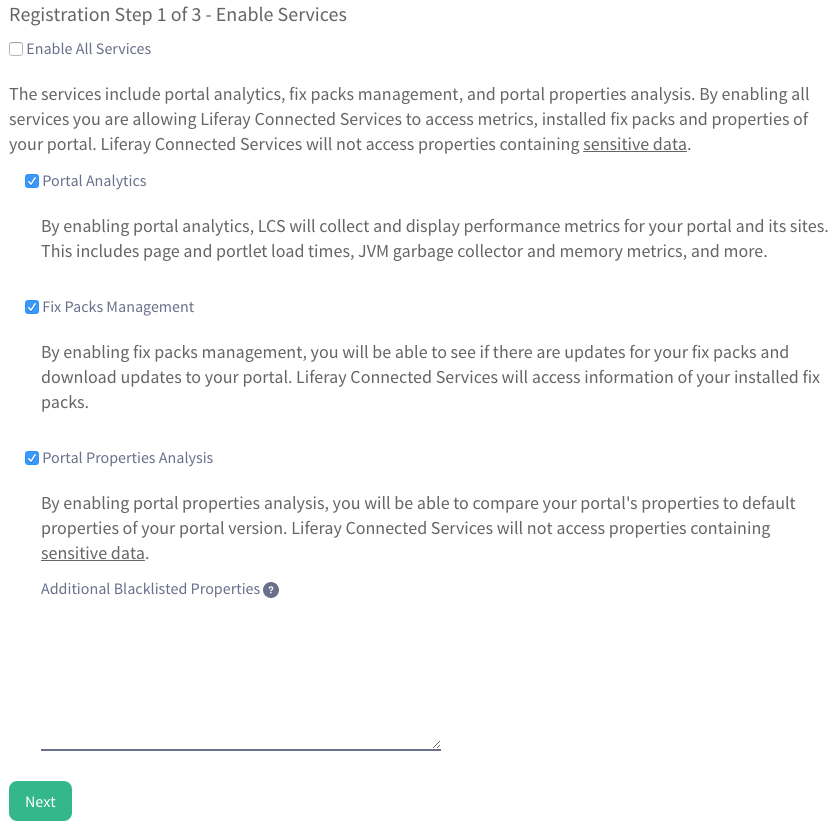 Registration Step 1 of 3 - Enable Services
Enable All Services
The services include portal analytics, fix packs management, and portal properties analysis. By enabling all
services you are allowing Liferay Connected Services to access metrics, installed fix packs and properties of
your portal. Liferay Connected Services will not access properties containing sensitive data.
Portal Analytics
By enabling portal analytics, LCS will collect and display performance metrics for your portal and its sites.
This includes page and portlet load times, JVM garbage collector and memory metrics, and more.
Fix Packs Management
By enabling fix packs management, you will be able to see if there are updates for your fix packs and
download updates to your portal. Liferay Connected Services will access information of your installed fix
packs.
Portal Properties Analysis
By enabling portal properties analysis, you will be able to compare your portal's properties to default
properties of your portal version. Liferay Connected Services will not access properties containing
sensitive data.
Additional Blacklisted Properties ?
Next